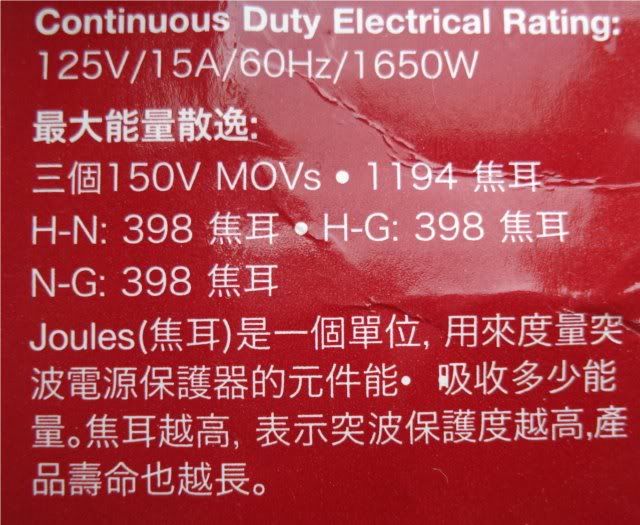 Continuous Duty Electrical Rating:
125V/15A/60Hz/1650W
最大能量散逸:
三個150V MOVs • 1194 焦耳
H-N: 398 焦耳 • H-G: 398 焦耳
N-G: 398 焦耳
Joules(焦耳)是一個單位, 用來度量突
波電源保護器的元件能• 吸收多少能
量。焦耳越高, 表示突波保護度越高,產
品壽命也越長。